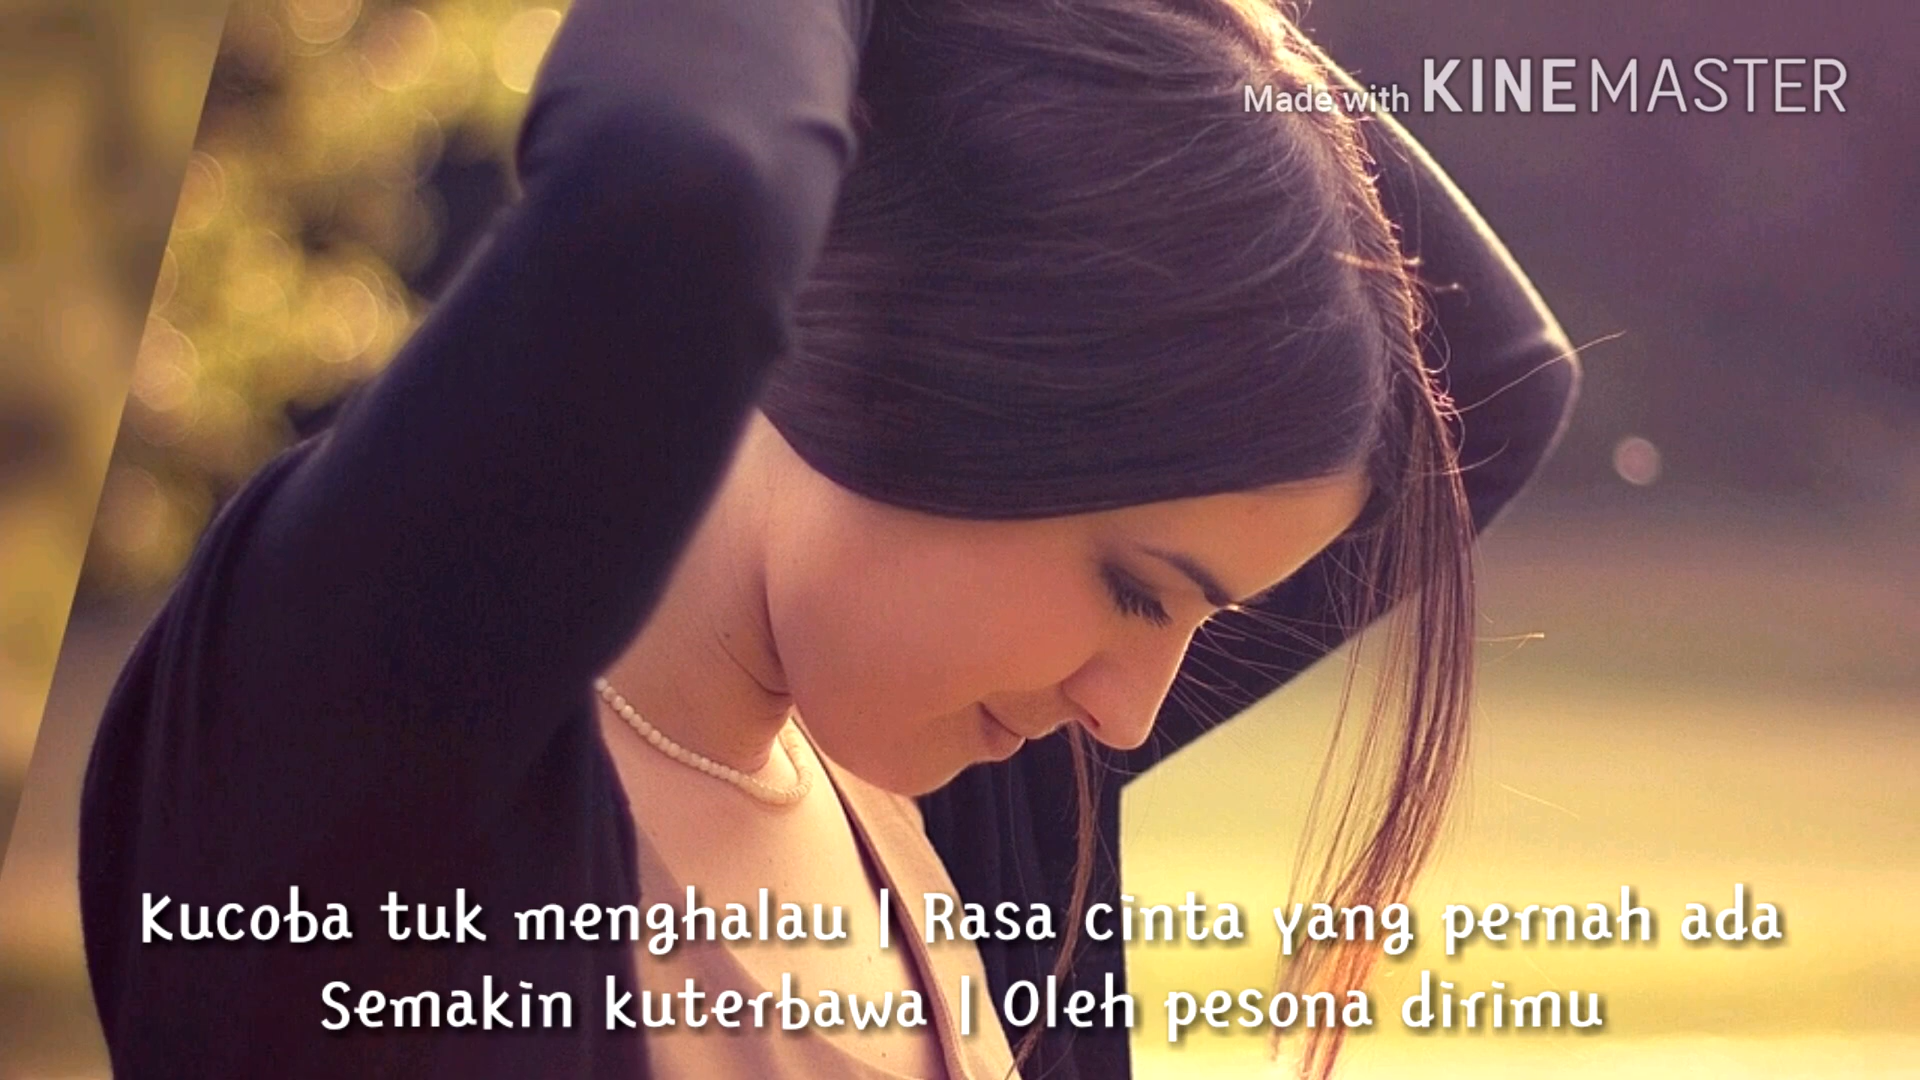 Made with KINEMASTER
Kucoba tuk menghalau | Rasa cinta yang pernah ada
Semakin kuterbawa | Oleh pesona dirimu